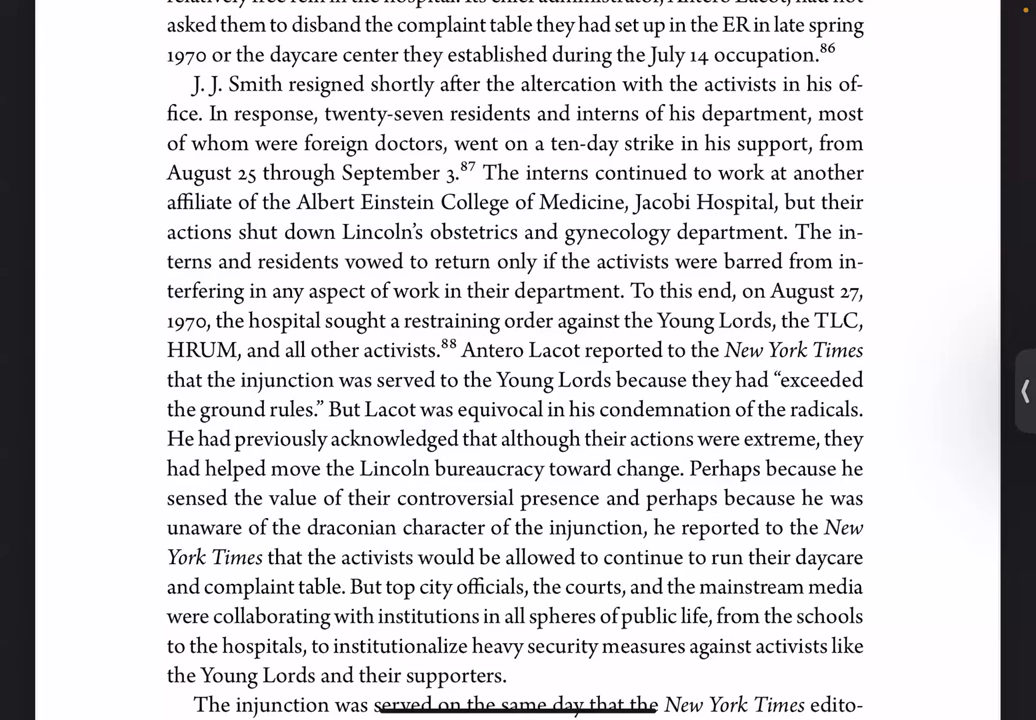 relatively free rein in the hospital. Its chief administrator, Antero Lacot, had not
asked them to disband the complaint table they had set up in the ER in late spring
1970 or the daycare center they established during the July 14 occupation.86
J. J. Smith resigned shortly after the altercation with the activists in his of-
fice. In response, twenty-seven residents and interns of his department, most
of whom were foreign doctors, went on a ten-day strike in his support, from
August 25 through September 3.87 The interns continued to work at another
affiliate of the Albert Einstein College of Medicine, Jacobi Hospital, but their
actions shut down Lincoln’s obstetrics and gynecology department. The in-
terns and residents vowed to return only if the activists were barred from in-
terfering in any aspect of work in their department. To this end, on August 27,
1970, the hospital sought a restraining order against the Young Lords, the TLC,
HRUM, and all other activists.88 Antero Lacot reported to the New York Times
that the injunction was served to the Young Lords because they had “exceeded
the ground rules.” But Lacot was equivocal in his condemnation of the radicals.
He had previously acknowledged that although their actions were extreme, they
had helped move the Lincoln bureaucracy toward change. Perhaps because he
sensed the value of their controversial presence and perhaps because he was
unaware of the draconian character of the injunction, he reported to the New
York Times that the activists would be allowed to continue to run their daycare
and complaint table. But top city officials, the courts, and the mainstream media
were collaborating with institutions in all spheres of public life, from the schools
to the hospitals, to institutionalize heavy security measures against activists like
the Young Lords and their supporters.
The injunction was served on the same day that the New York Times edito-